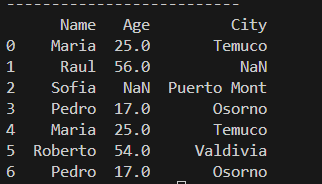 --------------------------
Name Age City
0 Maria 25.0 Temuco
1 Raul 56.0 NaN
2 Sofia NaN Puerto Mont
3 Pedro 17.0 Osorno
4 Maria 25.0 Temuco
5 Roberto 54.0 Valdivia
6 Pedro 17.0 Osorno